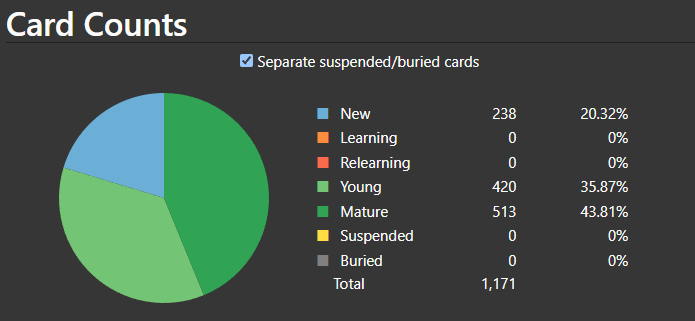 Card Counts
Separate suspended/buried cards
New 238 20.32%
Learning 0 0%
Relearning 0 0%
Young 420 35.87%
Mature 513 43.81%
Suspended 0 0%
Buried 0 0%
Total 1,171